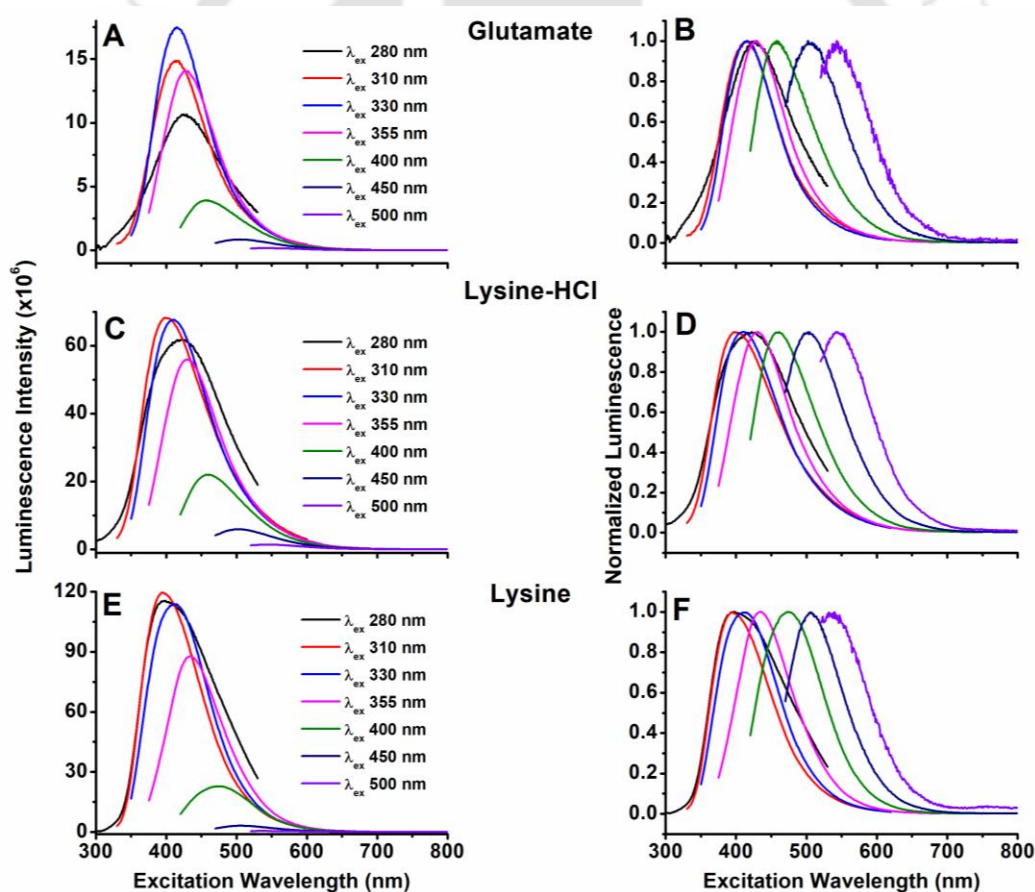 Glutamate
A
λex 280 nm
λex 310 nm
λex 330 nm
λex 355 nm
λex 400 nm
λex 450 nm
λex 500 nm
15
10
5
0
B
1.0
0.8
0.6
0.4
0.2
0.0
300 400 500 600 700 800
Lysine-HCl
C
λex 280 nm
λex 310 nm
λex 330 nm
λex 355 nm
λex 400 nm
λex 450 nm
λex 500 nm
60
40
20
0
Luminescence Intensity (x10⁶)
D
1.0
0.8
0.6
0.4
0.2
0.0
Normalized Luminescence
Lysine
E
λex 280 nm
λex 310 nm
λex 330 nm
λex 355 nm
λex 400 nm
λex 450 nm
λex 500 nm
120
90
60
30
0
300 400 500 600 700 800
Excitation Wavelength (nm)
F
1.0
0.8
0.6
0.4
0.2
0.0
300 400 500 600 700 800
Excitation Wavelength (nm)